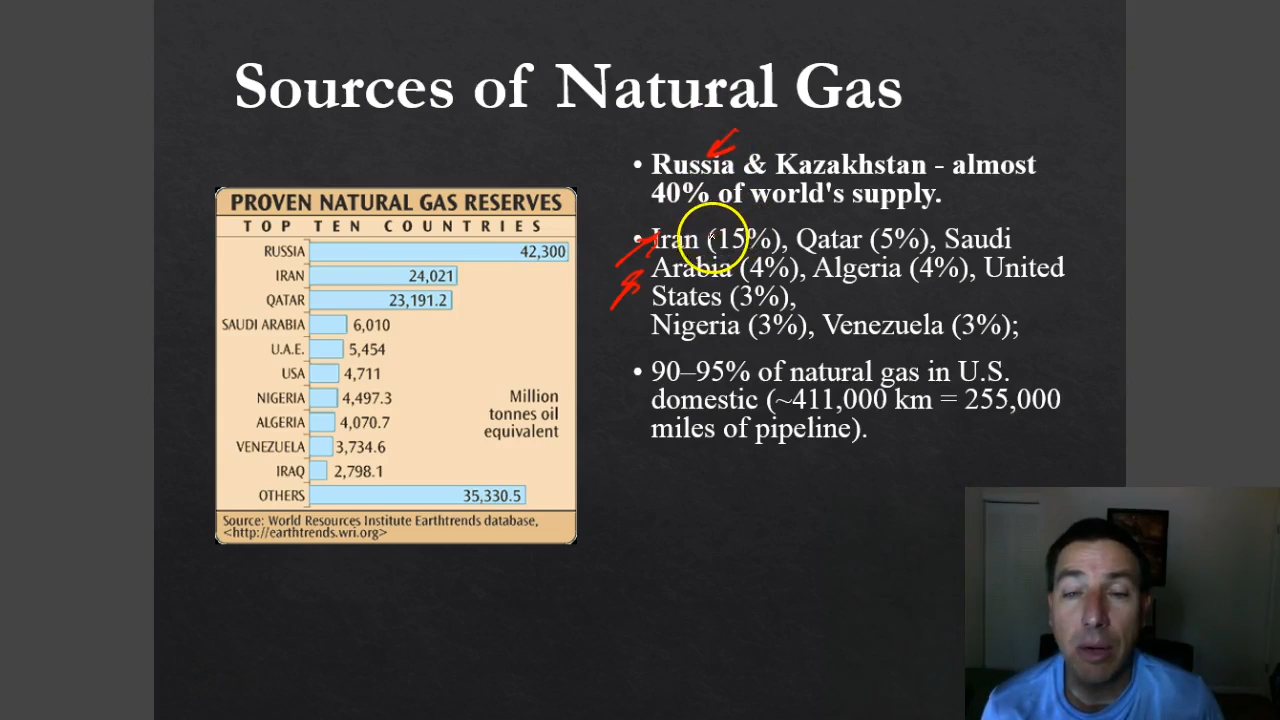 Sources of Natural Gas
PROVEN NATURAL GAS RESERVES
TOP TEN COUNTRIES
RUSSIA 42,300
IRAN 24,021
QATAR 23,191.2
SAUDI ARABIA 6,010
U.A.E. 5,454
USA 4,711
NIGERIA 4,497.3
ALGERIA 4,070.7
VENEZUELA 3,734.6
IRAQ 2,798.1
OTHERS 35,330.5
Million
tonnes oil
equivalent
Source: World Resources Institute Earthtrends database,
<http://earthtrends.wri.org>
• Russia & Kazakhstan - almost
40% of world's supply.
• Iran (15%), Qatar (5%), Saudi
Arabia (4%), Algeria (4%), United
States (3%),
Nigeria (3%), Venezuela (3%);
• 90–95% of natural gas in U.S.
domestic (~411,000 km = 255,000
miles of pipeline).